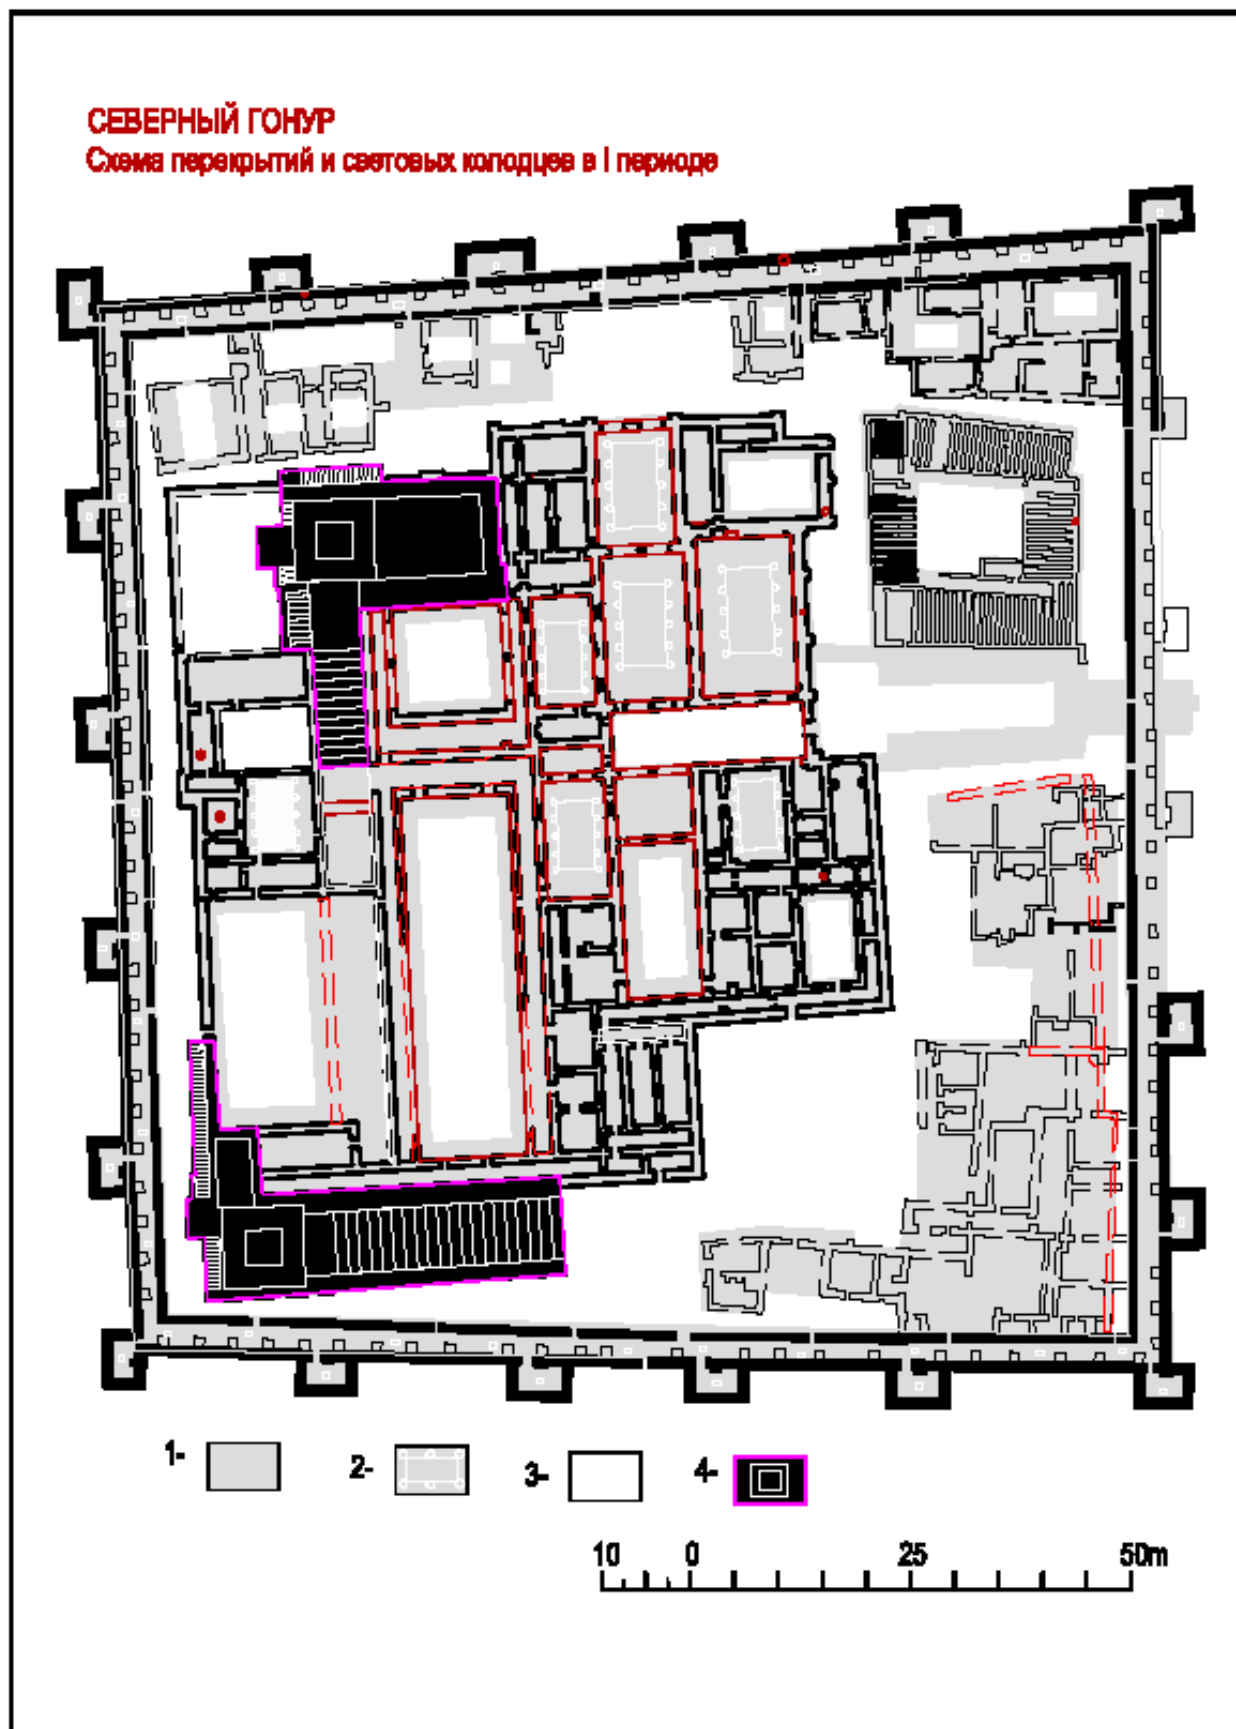 СЕВЕРНЫЙ ГОНУР
Схема перекрытий и световых колодцев в I периоде
1- 2- 3- 4-
10 0 25 50m